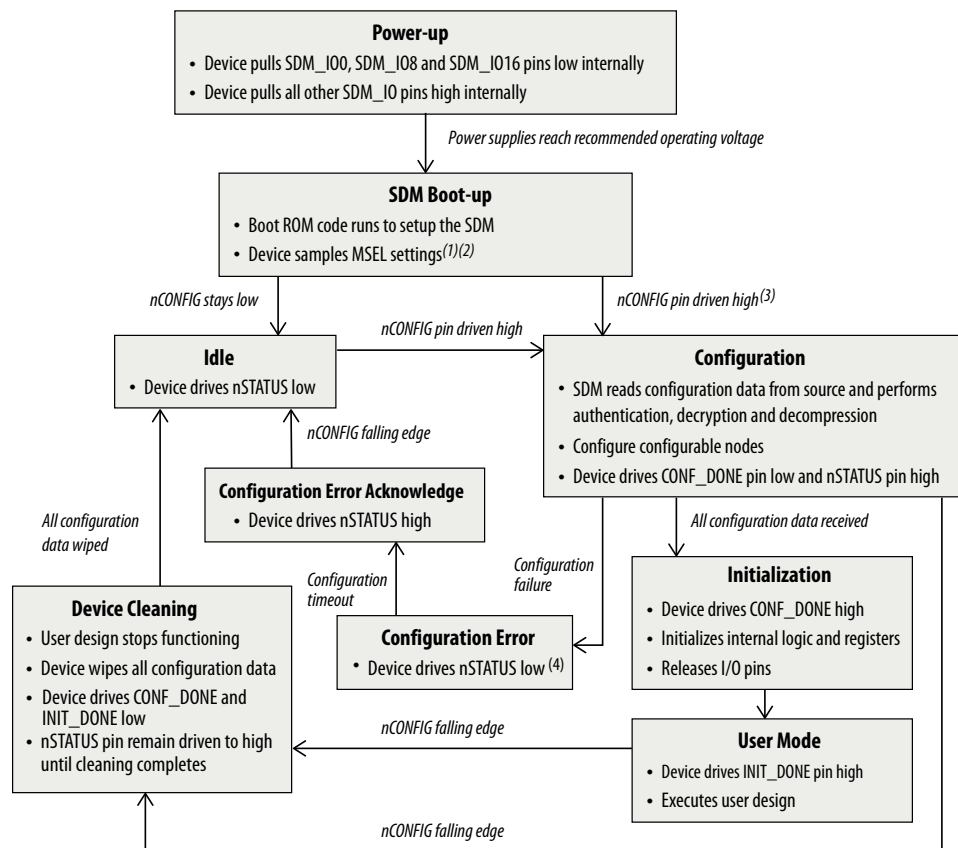 Power-up
• Device pulls SDM_IO0, SDM_IO8 and SDM_IO16 pins low internally
• Device pulls all other SDM_IO pins high internally
Power supplies reach recommended operating voltage
SDM Boot-up
• Boot ROM code runs to setup the SDM
• Device samples MSEL settings(1)(2)
nCONFIG stays low
nCONFIG pin driven high(3)
nCONFIG pin driven high
Idle
• Device drives nSTATUS low
Configuration
• SDM reads configuration data from source and performs
authentication, decryption and decompression
• Configure configurable nodes
• Device drives CONF_DONE pin low and nSTATUS pin high
nCONFIG falling edge
Configuration Error Acknowledge
• Device drives nSTATUS high
All configuration
data wiped
All configuration data received
Configuration
timeout
Configuration
failure
Initialization
• Device drives CONF_DONE high
• Initializes internal logic and registers
• Releases I/O pins
Device Cleaning
• User design stops functioning
• Device wipes all configuration data
• Device drives CONF_DONE and
INIT_DONE low
• nSTATUS pin remain driven to high
until cleaning completes
Configuration Error
• Device drives nSTATUS low (4)
nCONFIG falling edge
User Mode
• Device drives INIT_DONE pin high
• Executes user design
nCONFIG falling edge